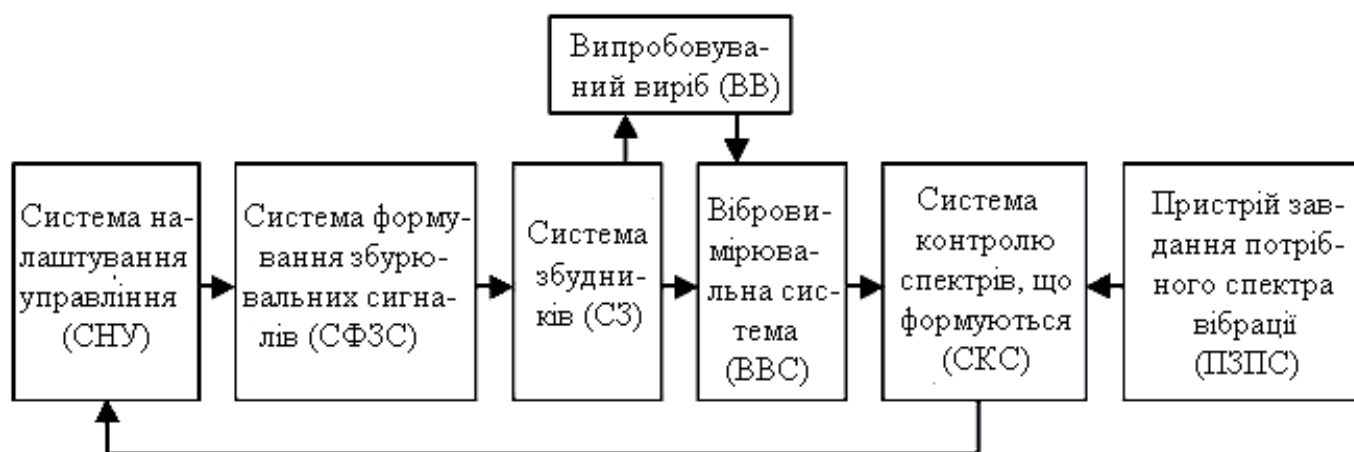 Випробовува-
ний виріб (ВВ)
Система на-
лаштування
управління
(СНУ)
Система форму-
вання збурю-
вальних сигна-
лів (СФЗС)
Система
збудни-
ків (СЗ)
Віброви-
мірюва-
льна сис-
тема
(ВВС)
Система
контролю
спектрів, що
формуються
(СКС)
Пристрій зав-
дання потріб-
ного спектра
вібрації
(ПЗПС)